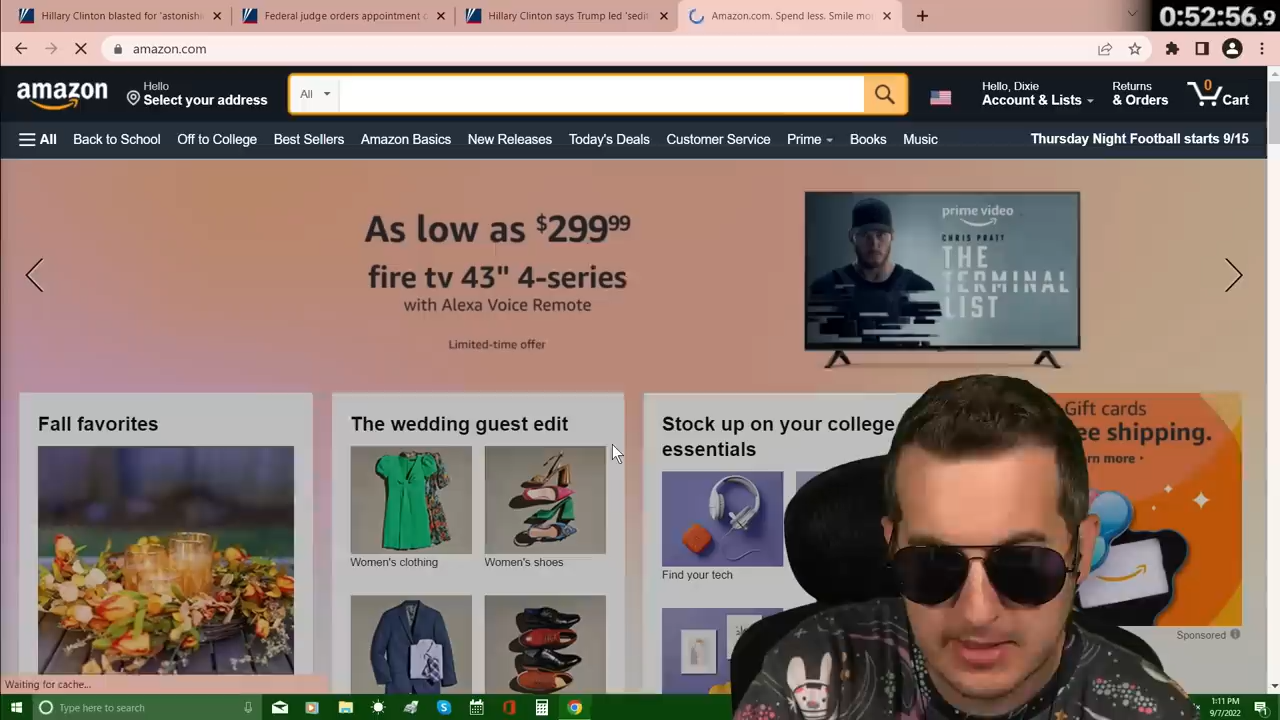 Hillary Clinton blasted for 'astonishi
Federal judge orders appointment o
Hillary Clinton says Trump led 'sedit
Amazon.com. Spend less. Smile mo
0:52:56.9
amazon.com
amazon
Hello
Select your address
All
Hello, Dixie
Account & Lists
Returns
& Orders
0
Cart
All
Back to School
Off to College
Best Sellers
Amazon Basics
New Releases
Today's Deals
Customer Service
Prime
Books
Music
Thursday Night Football starts 9/15
As low as $299⁹⁹
fire tv 43" 4-series
with Alexa Voice Remote
Limited-time offer
prime video
CHRIS PRATT
THE
TERMINAL
LIST
Fall favorites
The wedding guest edit
Women's clothing
Women's shoes
Stock up on your college
essentials
Find your tech
Gift cards
ee shipping.
rn more
Sponsored
Waiting for cache...
Type here to search
1:11 PM
9/7/2022